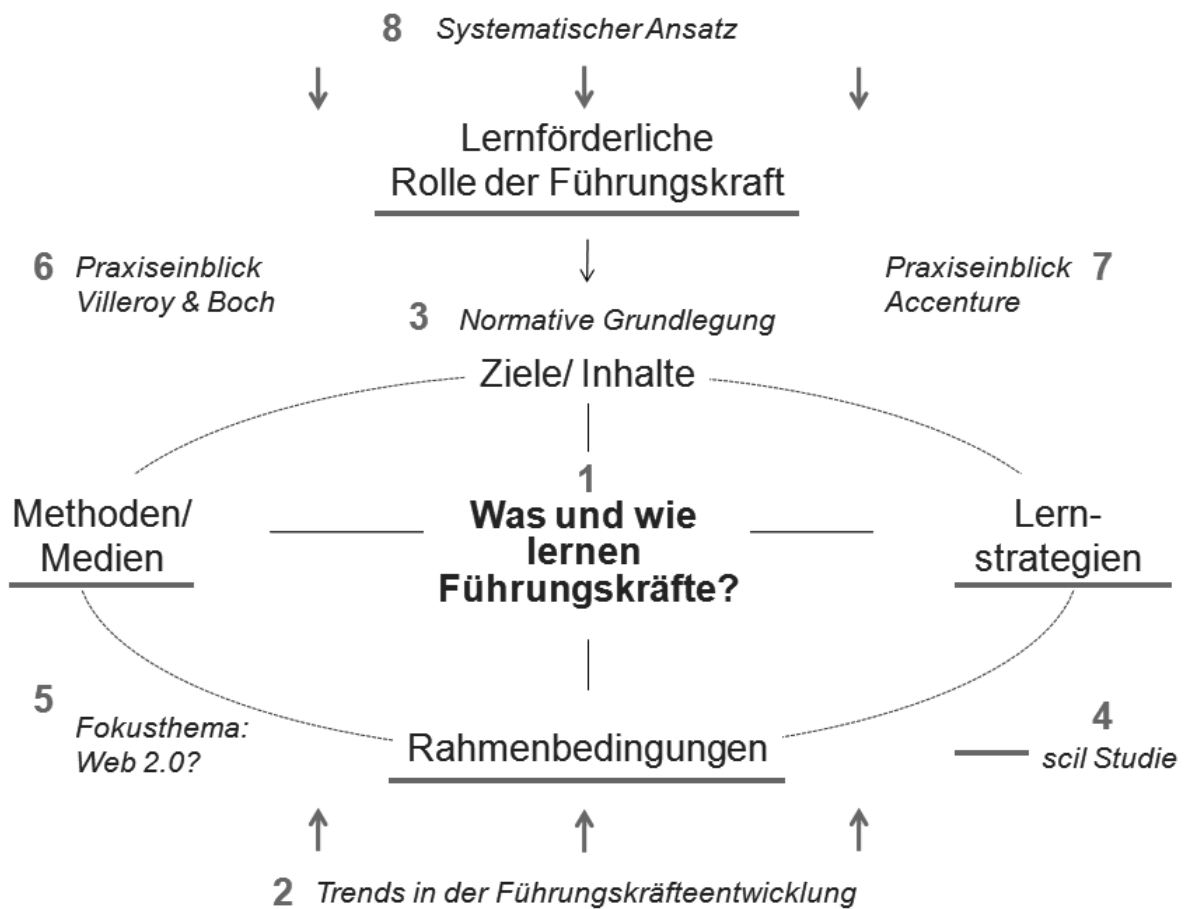 8 Systematischer Ansatz
Lernförderliche
Rolle der Führungskraft
6 Praxiseinblick
Villeroy & Boch
Praxiseinblick 7
Accenture
3 Normative Grundlegung
Ziele/ Inhalte
1
Was und wie
lernen
Führungskräfte?
Methoden/
Medien
Lern-
strategien
5
Fokusthema:
Web 2.0?
Rahmenbedingungen
4
scil Studie
2 Trends in der Führungskräfteentwicklung